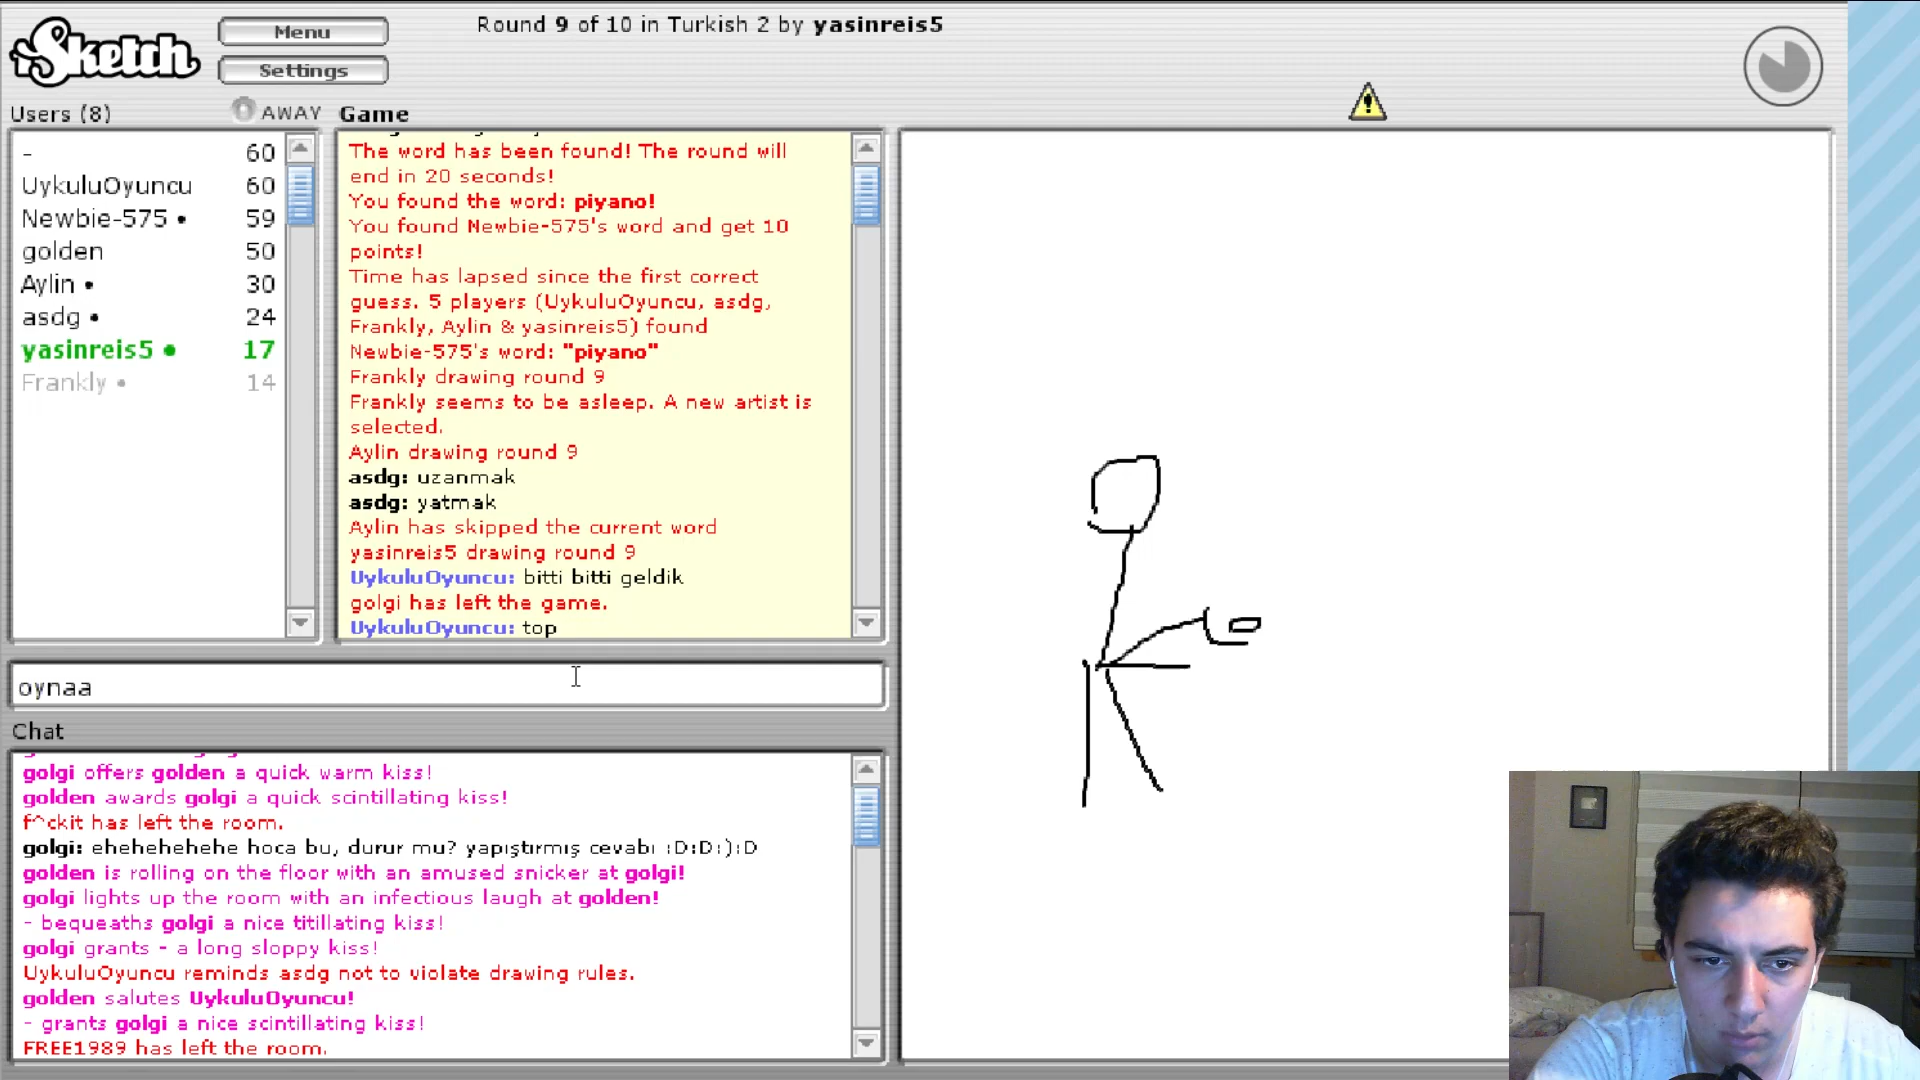 iSketch
Menu
Settings
Round 9 of 10 in Turkish 2 by yasinreis5
Users (8)
AWAY
- 60
UykuluOyuncu 60
Newbie-575 • 59
golden 50
Aylin • 30
asdg • 24
yasinreis5 • 17
Frankly • 14
Game
The word has been found! The round will
end in 20 seconds!
You found the word: piyano!
You found Newbie-575's word and get 10
points!
Time has lapsed since the first correct
guess. 5 players (UykuluOyuncu, asdg,
Frankly, Aylin & yasinreis5) found
Newbie-575's word: "piyano"
Frankly drawing round 9
Frankly seems to be asleep. A new artist is
selected.
Aylin drawing round 9
asdg: uzanmak
asdg: yatmak
Aylin has skipped the current word
yasinreis5 drawing round 9
UykuluOyuncu: bitti bitti geldik
golgi has left the game.
UykuluOyuncu: top
oynaa
Chat
golgi offers golden a quick warm kiss!
golden awards golgi a quick scintillating kiss!
f^ckit has left the room.
golgi: ehehehehehe hoca bu, durur mu? yapıştırmış cevabı :D:D:):D
golden is rolling on the floor with an amused snicker at golgi!
golgi lights up the room with an infectious laugh at golden!
- bequeaths golgi a nice titillating kiss!
golgi grants - a long sloppy kiss!
UykuluOyuncu reminds asdg not to violate drawing rules.
golden salutes UykuluOyuncu!
- grants golgi a nice scintillating kiss!
FREE1989 has left the room.